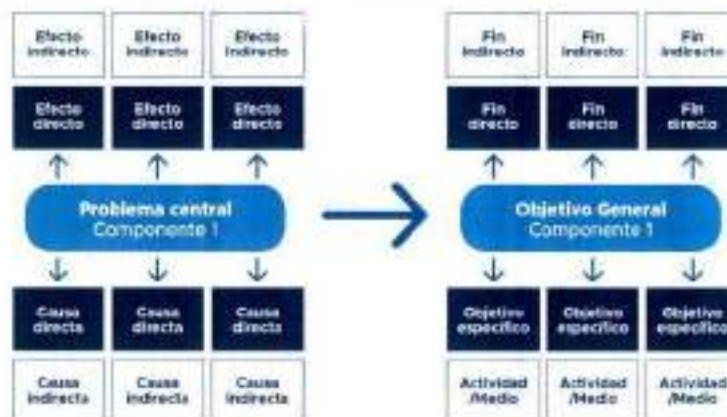 Efecto indirecto
Efecto indirecto
Efecto indirecto
Efecto directo
Efecto directo
Efecto directo
Problema central
Componente 1
Causa directa
Causa directa
Causa directa
Causa indirecta
Causa indirecta
Causa indirecta
Fin indirecto
Fin indirecto
Fin indirecto
Fin directo
Fin directo
Fin directo
Objetivo General
Componente 1
Objetivo específico
Objetivo específico
Objetivo específico
Actividad /Medio
Actividad /Medio
Actividad /Medio